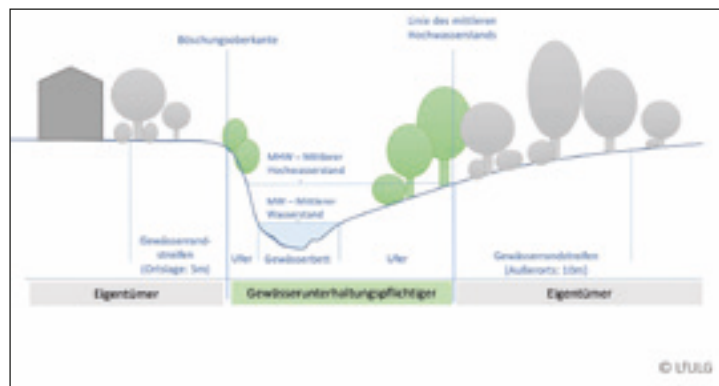 Linie des mittleren
Hochwasserstands
Böschungsoberkante
MHW – Mittlerer
Hochwasserstand
MW – Mittlerer
Wasserstand
Gewässerrand-
streifen
(Ortslage: 5m)
Ufer
Gewässerbett
Ufer
Gewässerrandstreifen
(Außerorts: 10m)
Eigentümer
Gewässerunterhaltungspflichtiger
Eigentümer
© LfULG